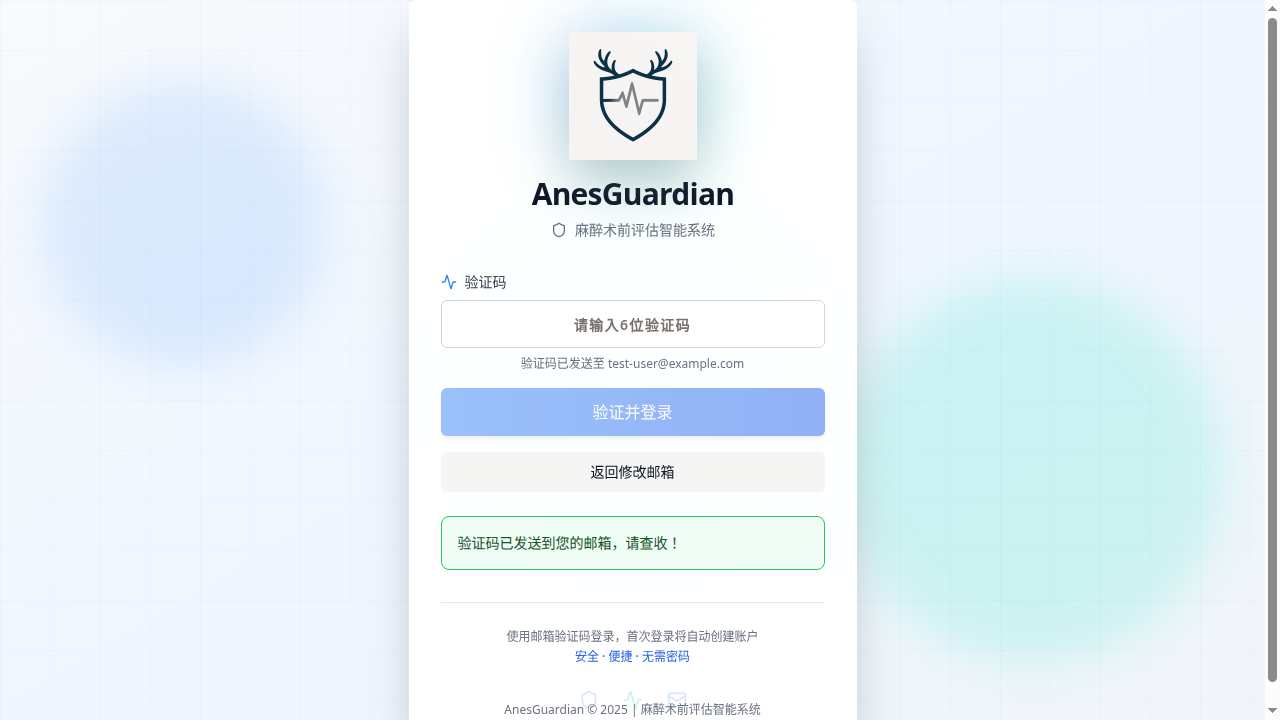 AnesGuardian
麻醉术前评估智能系统
验证码
请输入6位验证码
验证码已发送至 test-user@example.com
验证并登录
返回修改邮箱
验证码已发送到您的邮箱，请查收！
使用邮箱验证码登录，首次登录将自动创建账户
安全 · 便捷 · 无需密码
AnesGuardian © 2025 | 麻醉术前评估智能系统